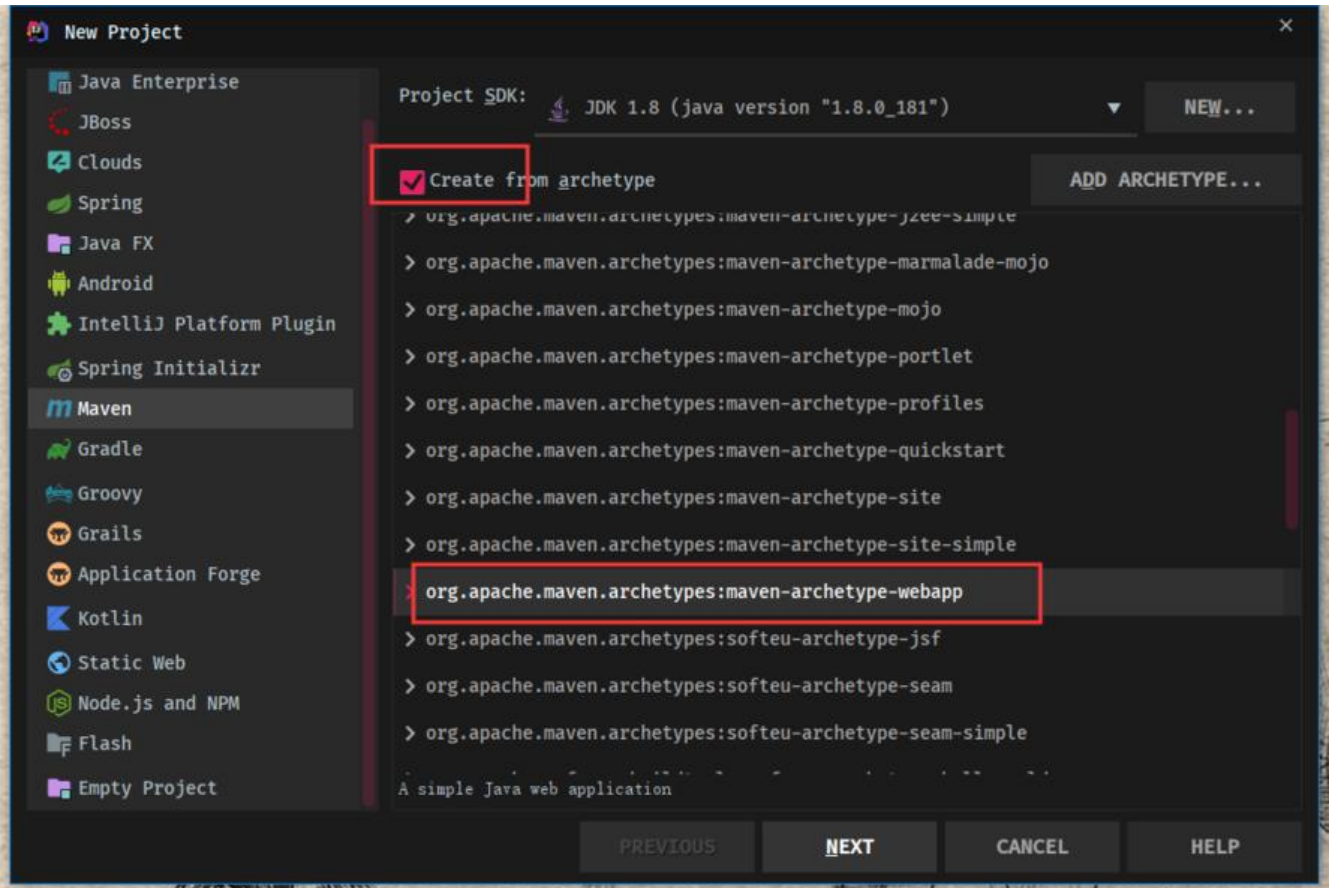 New Project
Java Enterprise
JBoss
Clouds
Spring
Java FX
Android
IntelliJ Platform Plugin
Spring Initializr
Maven
Gradle
Groovy
Grails
Application Forge
Kotlin
Static Web
Node.js and NPM
Flash
Empty Project
Project SDK:
JDK 1.8 (java version "1.8.0_181")
NEW...
Create from archetype
ADD ARCHETYPE...
org.apache.maven.archetypes:maven-archetype-j2ee-simple
org.apache.maven.archetypes:maven-archetype-marmalade-mojo
org.apache.maven.archetypes:maven-archetype-mojo
org.apache.maven.archetypes:maven-archetype-portlet
org.apache.maven.archetypes:maven-archetype-profiles
org.apache.maven.archetypes:maven-archetype-quickstart
org.apache.maven.archetypes:maven-archetype-site
org.apache.maven.archetypes:maven-archetype-site-simple
org.apache.maven.archetypes:maven-archetype-webapp
org.apache.maven.archetypes:softeu-archetype-jsf
org.apache.maven.archetypes:softeu-archetype-seam
org.apache.maven.archetypes:softeu-archetype-seam-simple
A simple Java web application
PREVIOUS
NEXT
CANCEL
HELP